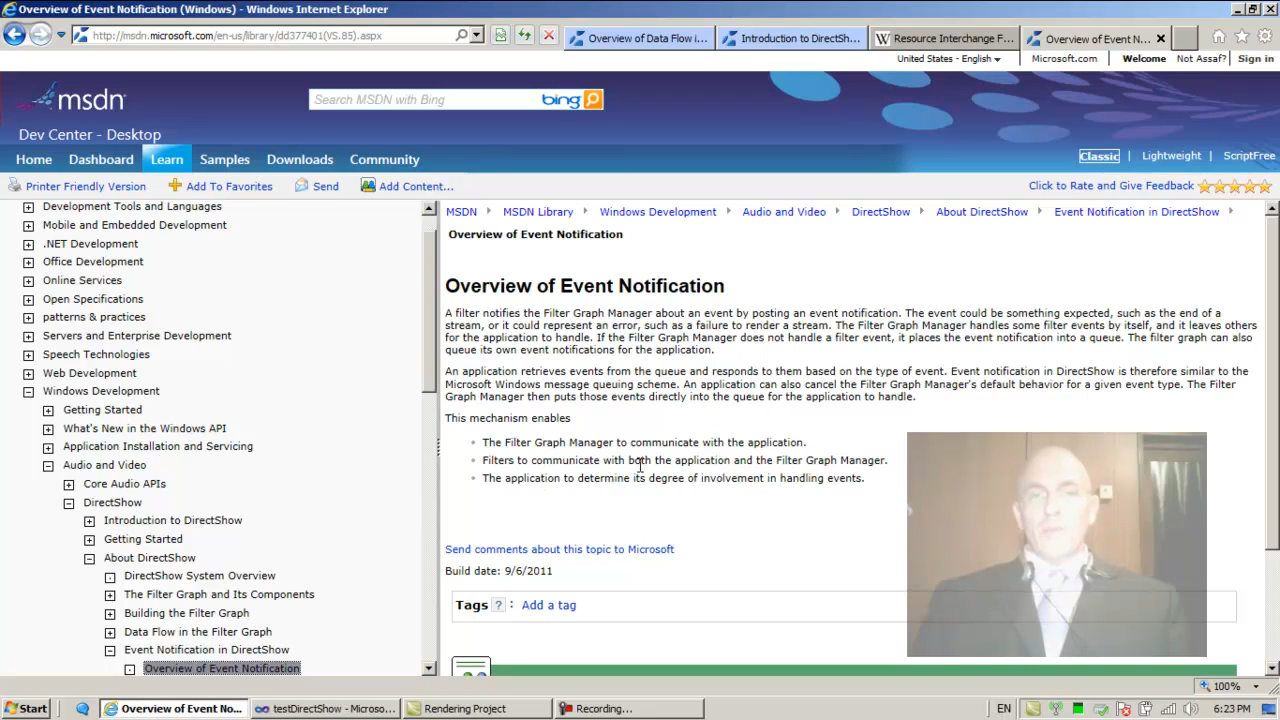 Overview of Event Notification (Windows) - Windows Internet Explorer
http://msdn.microsoft.com/en-us/library/dd377401(VS.85).aspx
Overview of Data Flow i...
Introduction to DirectSh...
Resource Interchange F...
Overview of Event N...
United States - English
Microsoft.com
Welcome
Not Assaf?
Sign in
msdn
Search MSDN with Bing
bing
Dev Center - Desktop
Home
Dashboard
Learn
Samples
Downloads
Community
Classic | Lightweight | ScriptFree
Printer Friendly Version
Add To Favorites
Send
Add Content...
Click to Rate and Give Feedback
Development Tools and Languages
Mobile and Embedded Development
.NET Development
Office Development
Online Services
Open Specifications
patterns & practices
Servers and Enterprise Development
Speech Technologies
Web Development
Windows Development
Getting Started
What's New in the Windows API
Application Installation and Servicing
Audio and Video
Core Audio APIs
DirectShow
Introduction to DirectShow
Getting Started
About DirectShow
DirectShow System Overview
The Filter Graph and Its Components
Building the Filter Graph
Data Flow in the Filter Graph
Event Notification in DirectShow
Overview of Event Notification
MSDN
MSDN Library
Windows Development
Audio and Video
DirectShow
About DirectShow
Event Notification in DirectShow
Overview of Event Notification
Overview of Event Notification
A filter notifies the Filter Graph Manager about an event by posting an event notification. The event could be something expected, such as the end of a
stream, or it could represent an error, such as a failure to render a stream. The Filter Graph Manager handles some filter events by itself, and it leaves others
for the application to handle. If the Filter Graph Manager does not handle a filter event, it places the event notification into a queue. The filter graph can also
queue its own event notifications for the application.
An application retrieves events from the queue and responds to them based on the type of event. Event notification in DirectShow is therefore similar to the
Microsoft Windows message queuing scheme. An application can also cancel the Filter Graph Manager's default behavior for a given event type. The Filter
Graph Manager then puts those events directly into the queue for the application to handle.
This mechanism enables
• The Filter Graph Manager to communicate with the application.
• Filters to communicate with both the application and the Filter Graph Manager.
• The application to determine its degree of involvement in handling events.
Send comments about this topic to Microsoft
Build date: 9/6/2011
Tags ? : Add a tag
100%
Start
Overview of Event No...
testDirectShow - Microso...
Rendering Project
Recording...
EN
6:23 PM